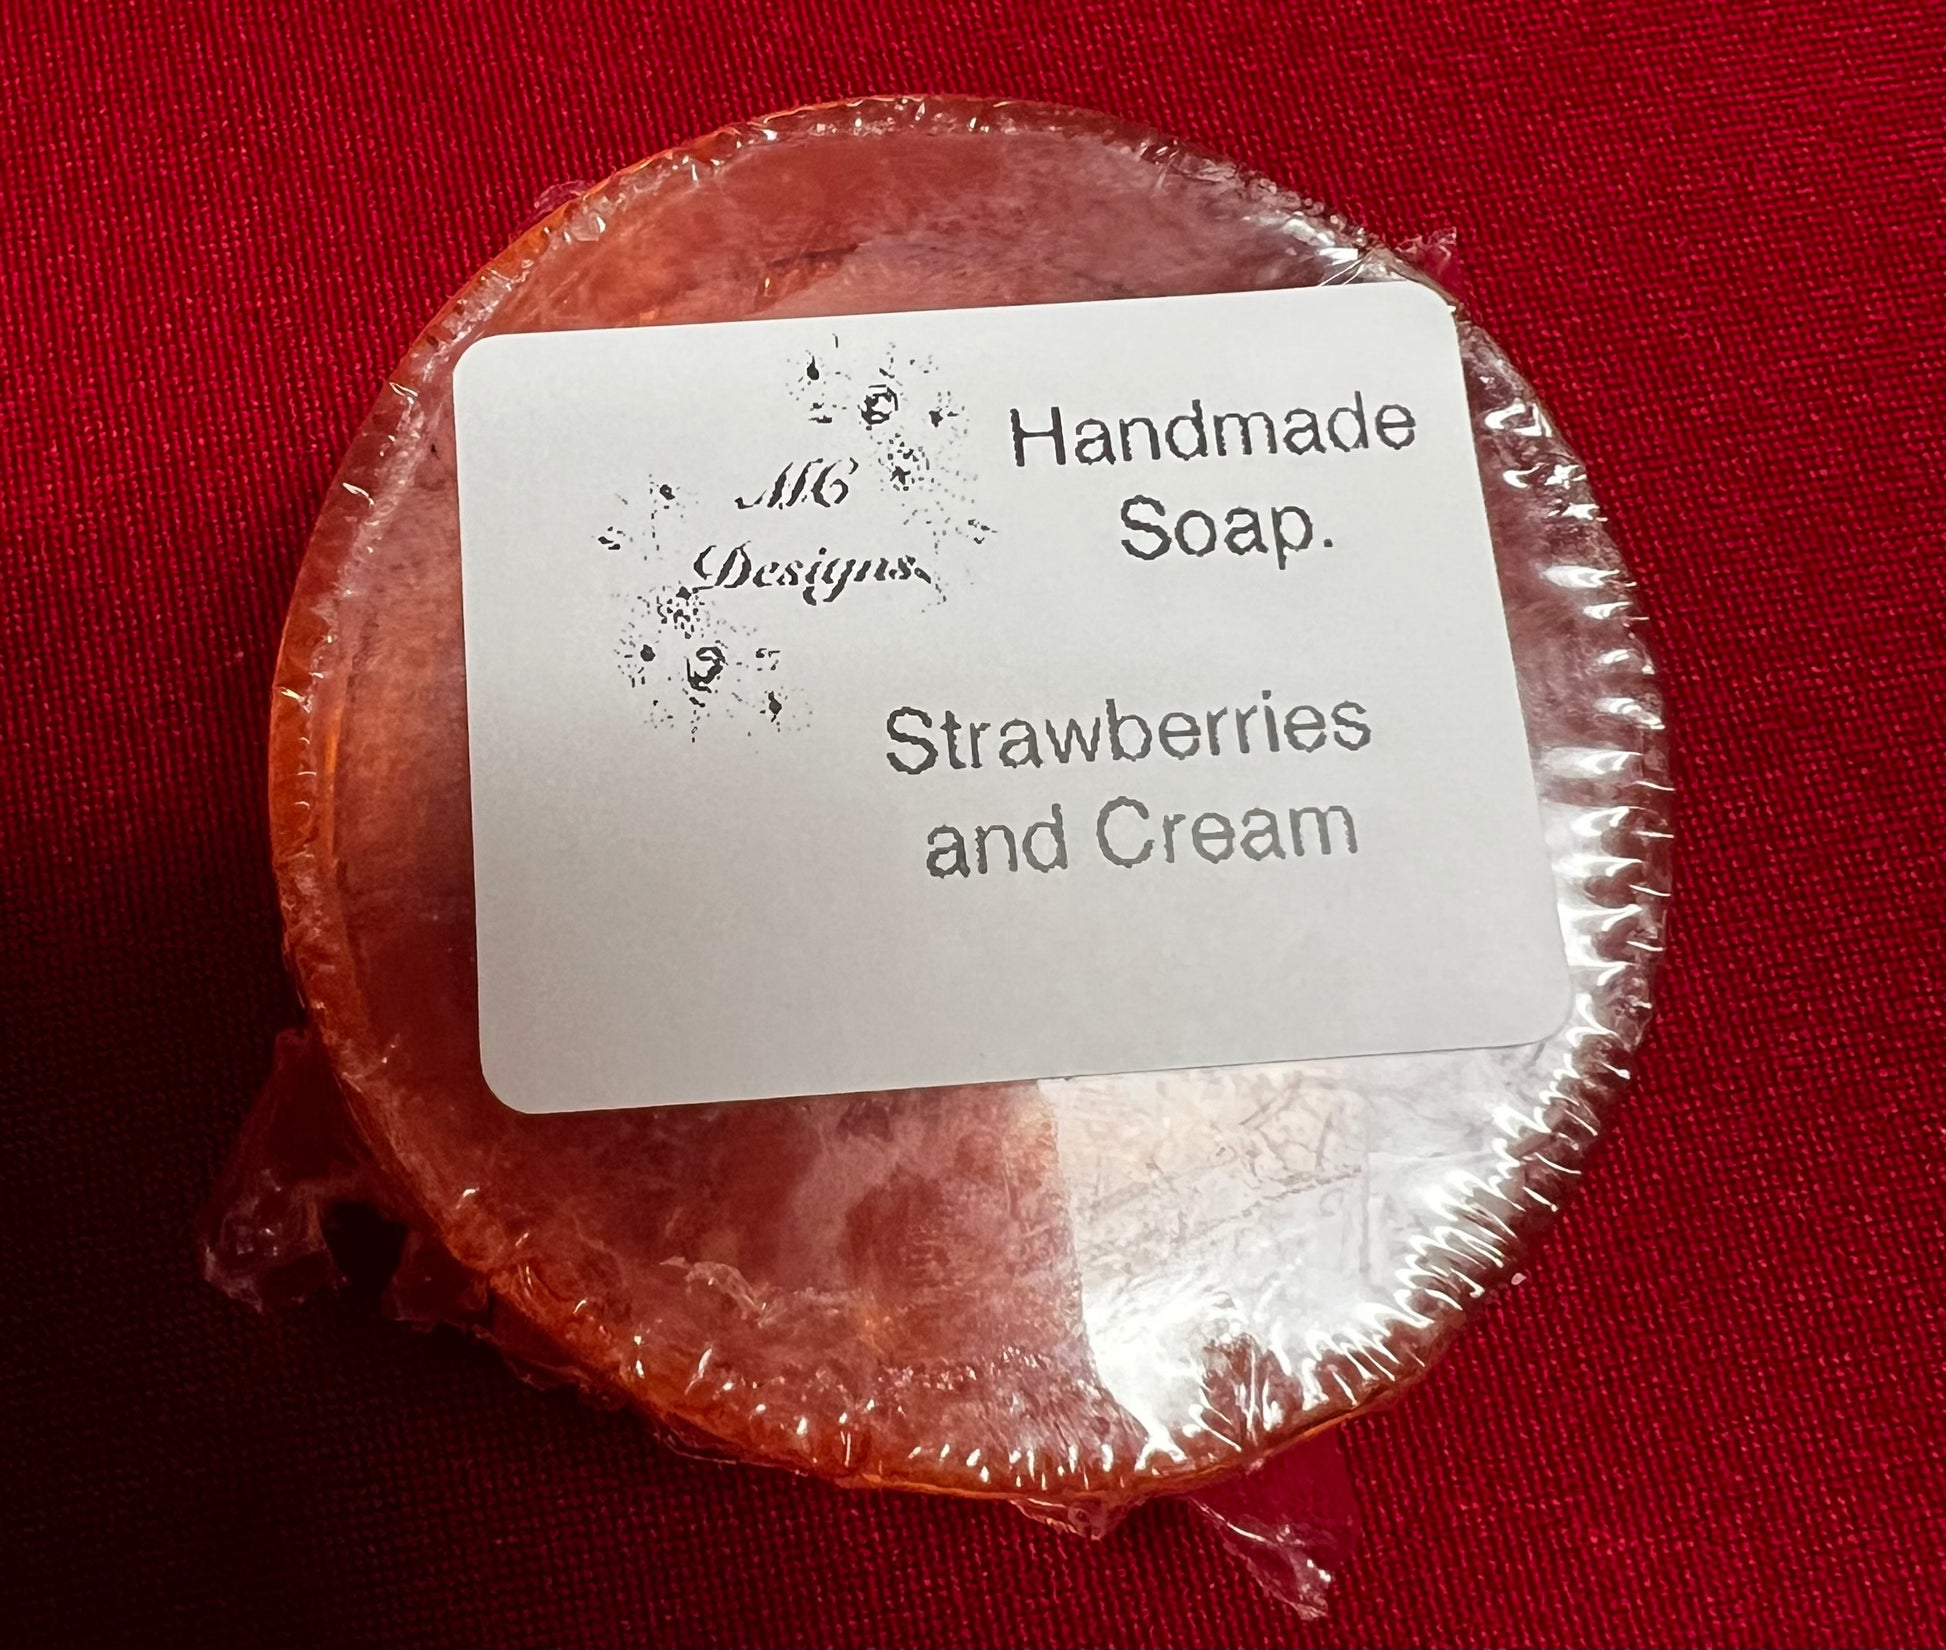 MC
Designs
Handmade
Soap.
Strawberries
and Cream